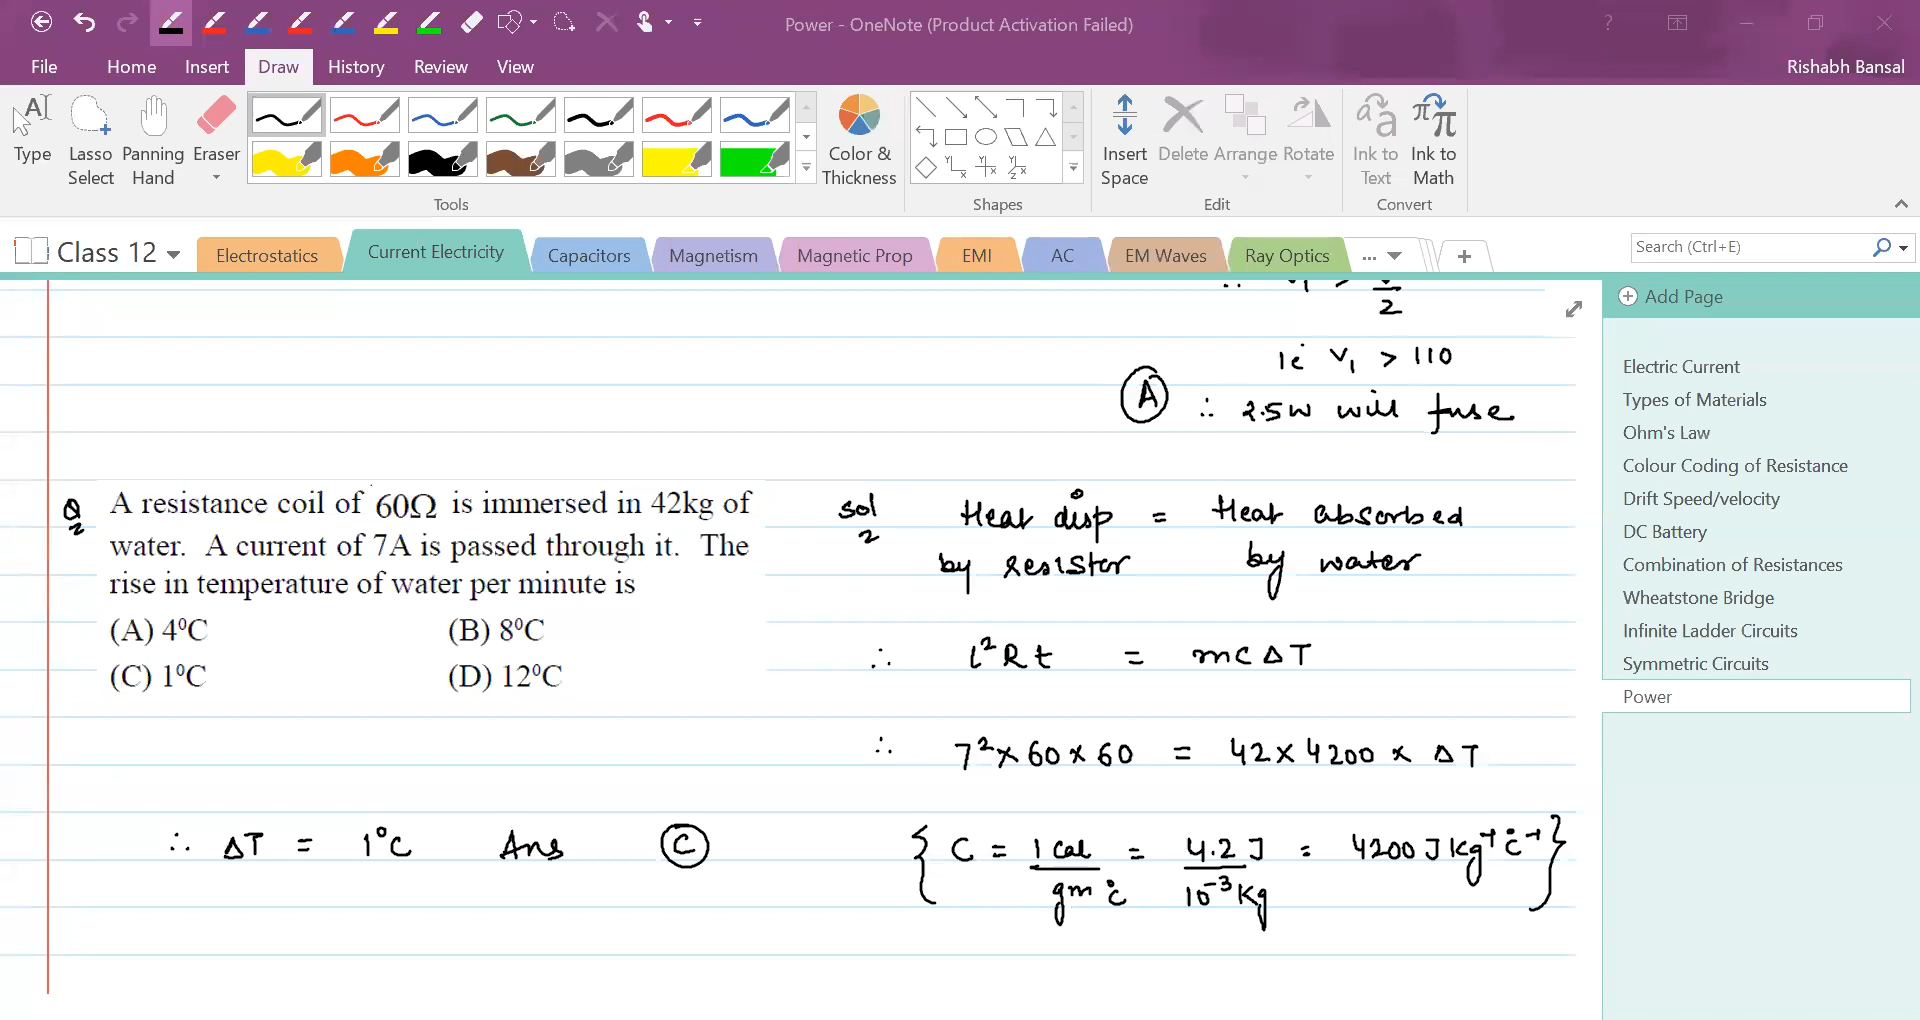 Power - OneNote (Product Activation Failed)
File Home Insert Draw History Review View
Rishabh Bansal
Type
Lasso Select
Panning Hand
Eraser
Color & Thickness
Insert Space
Delete
Arrange
Rotate
Ink to Text
Ink to Math
Tools
Shapes
Edit
Convert
Class 12
Electrostatics
Current Electricity
Capacitors
Magnetism
Magnetic Prop
EMI
AC
EM Waves
Ray Optics
...
Search (Ctrl+E)
Add Page
Electric Current
Types of Materials
Ohm's Law
Colour Coding of Resistance
Drift Speed/velocity
DC Battery
Combination of Resistances
Wheatstone Bridge
Infinite Ladder Circuits
Symmetric Circuits
Power
2
ie V₁ > 110
(A) ∴ 2.5W will fuse
Q2 A resistance coil of 60Ω is immersed in 42kg of
water. A current of 7A is passed through it. The
rise in temperature of water per minute is
(A) 4⁰C (B) 8⁰C
(C) 1⁰C (D) 12⁰C
Sol 2 Heat disp = Heat absorbed
by resistor by water
∴ i²Rt = mcΔT
∴ 7² × 60 × 60 = 42 × 4200 × ΔT
∴ ΔT = 1°C Ans (C)
{ C = 1 Cal / gm °C = 4.2 J / 10⁻³ Kg = 4200 J Kg⁻¹ °C⁻¹ }